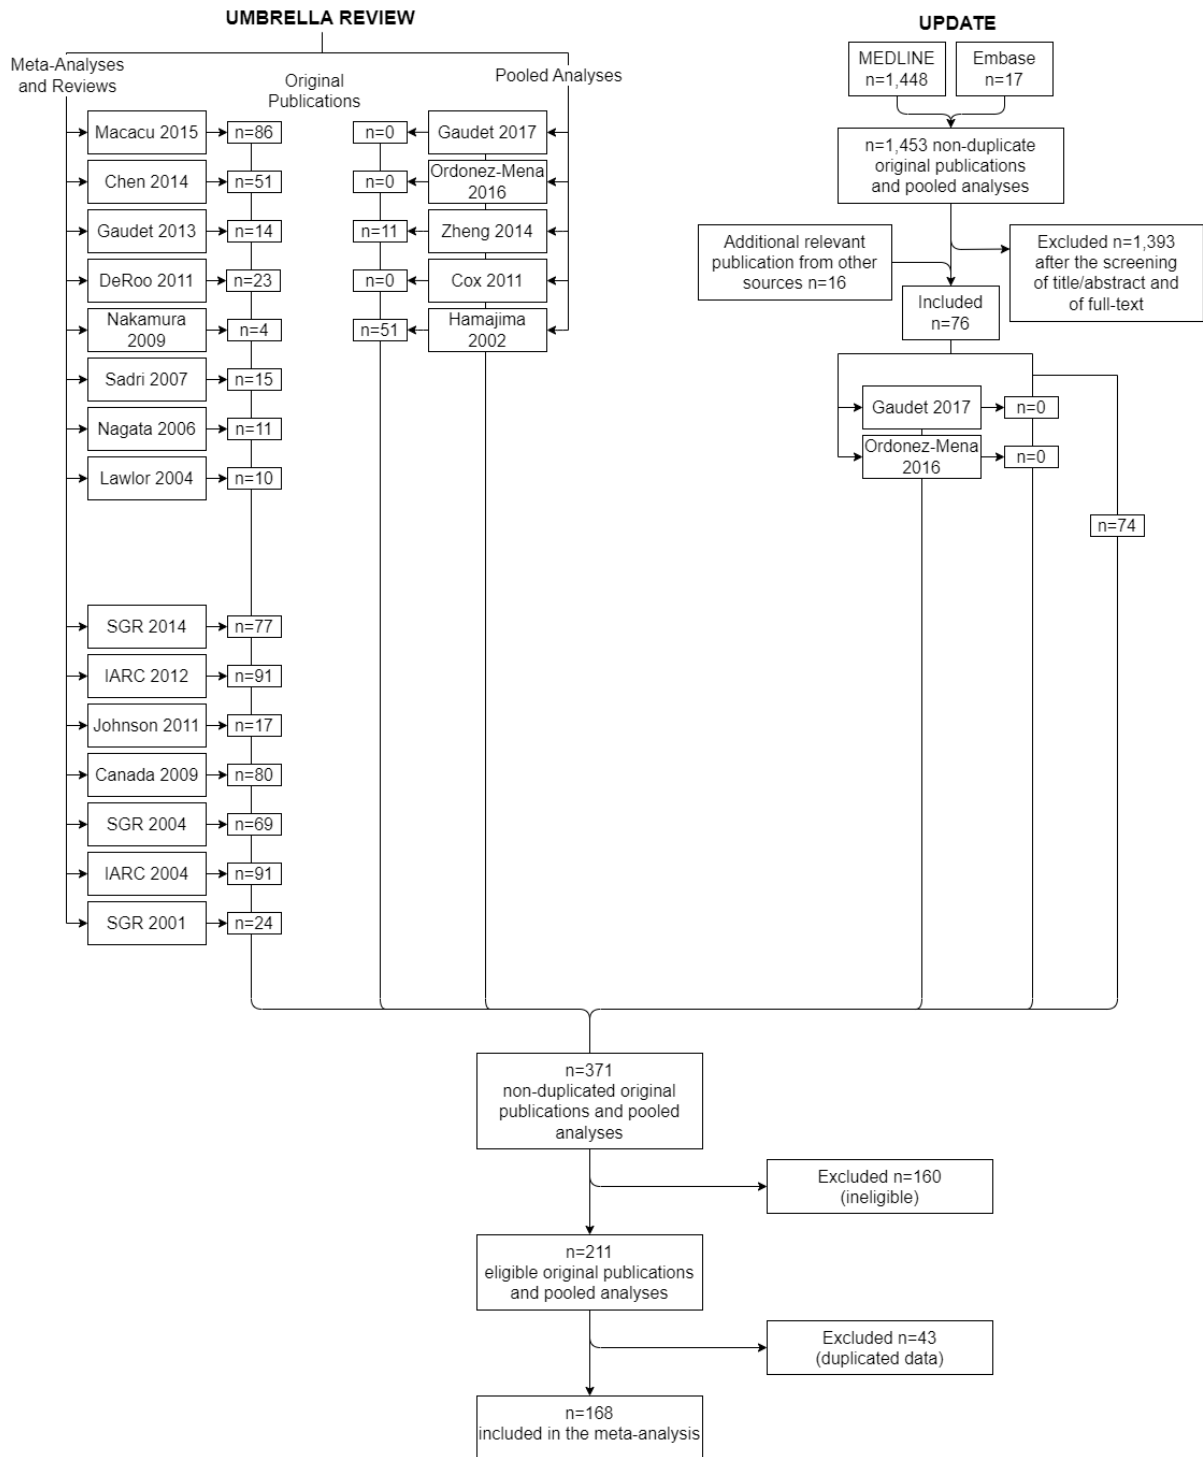 UMBRELLA REVIEW
Meta-Analyses
and Reviews
Original
Publications
Pooled Analyses
Macacu 2015
n=86
n=0
Gaudet 2017
Chen 2014
n=51
n=0
Ordonez-Mena
2016
Gaudet 2013
n=14
n=11
Zheng 2014
DeRoo 2011
n=23
n=0
Cox 2011
Nakamura
2009
n=4
n=51
Hamajima
2002
Sadri 2007
n=15
Nagata 2006
n=11
Lawlor 2004
n=10
SGR 2014
n=77
IARC 2012
n=91
Johnson 2011
n=17
Canada 2009
n=80
SGR 2004
n=69
IARC 2004
n=91
SGR 2001
n=24
UPDATE
MEDLINE
n=1,448
Embase
n=17
n=1,453 non-duplicate
original publications
and pooled analyses
Additional relevant
publication from other
sources n=16
Excluded n=1,393
after the screening
of title/abstract and
of full-text
Included
n=76
Gaudet 2017
n=0
Ordonez-Mena
2016
n=0
n=74
n=371
non-duplicated original
publications and pooled
analyses
Excluded n=160
(ineligible)
n=211
eligible original publications
and pooled analyses
Excluded n=43
(duplicated data)
n=168
included in the meta-analysis